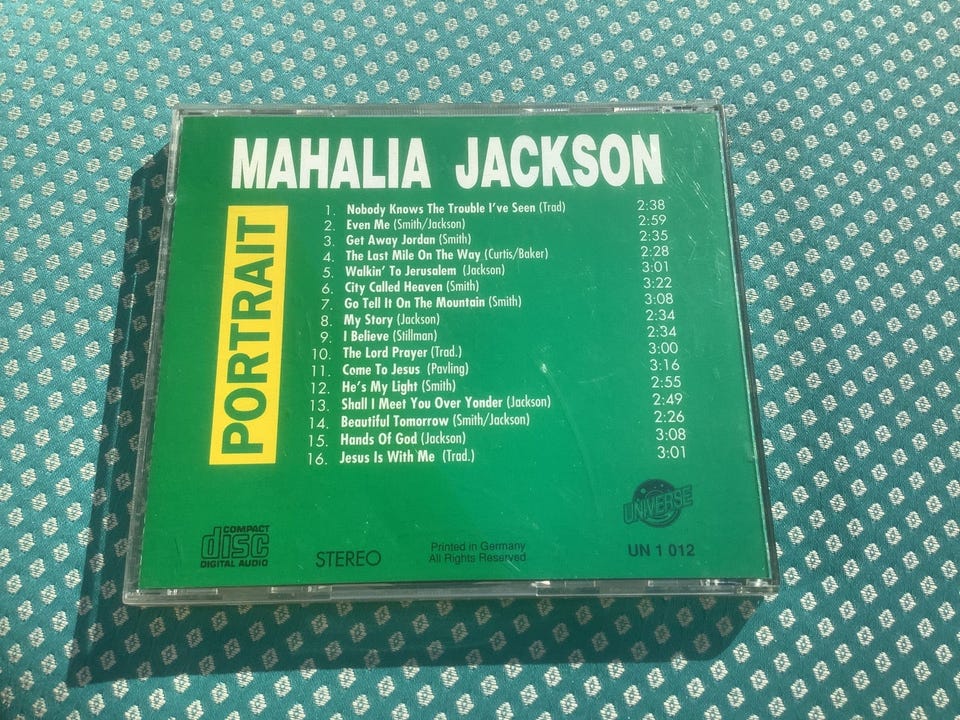 MAHALIA JACKSON
PORTRAIT
1. Nobody Knows The Trouble I've Seen (Trad) 2:38
2. Even Me (Smith/Jackson) 2:59
3. Get Away Jordan (Smith) 2:35
4. The Last Mile On The Way (Curtis/Baker) 2:28
5. Walkin' To Jerusalem (Jackson) 3:01
6. City Called Heaven (Smith) 3:22
7. Go Tell It On The Mountain (Smith) 3:08
8. My Story (Jackson) 2:34
9. I Believe (Stillman) 2:34
10. The Lord Prayer (Trad.) 3:00
11. Come To Jesus (Pavling) 3:16
12. He's My Light (Smith) 2:55
13. Shall I Meet You Over Yonder (Jackson) 2:49
14. Beautiful Tomorrow (Smith/Jackson) 2:26
15. Hands Of God (Jackson) 3:08
16. Jesus Is With Me (Trad.) 3:01
UNIVERSE
COMPACT
disc
DIGITAL AUDIO
STEREO
Printed in Germany
All Rights Reserved
UN 1 012